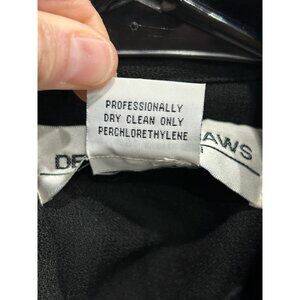 PROFESSIONALLY
DRY CLEAN ONLY
PERCHLORETHYLENE
DE
AWS